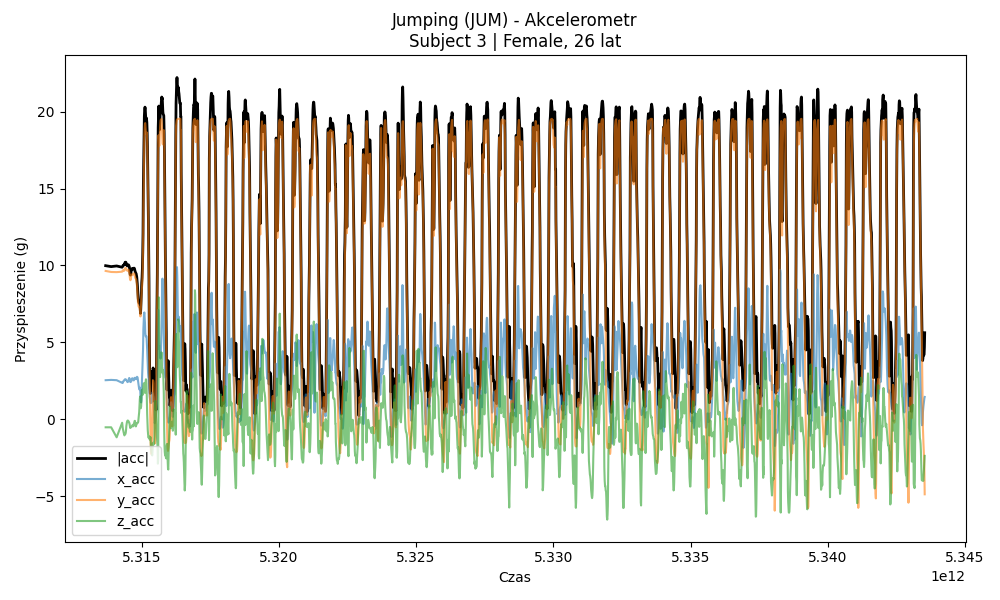 Jumping (JUM) - Akcelerometr
Subject 3 | Female, 26 lat
Przyspieszenie (g)
20
15
10
5
0
−5
|acc|
x_acc
y_acc
z_acc
5.315
5.320
5.325
5.330
5.335
5.340
5.345
1e12
Czas